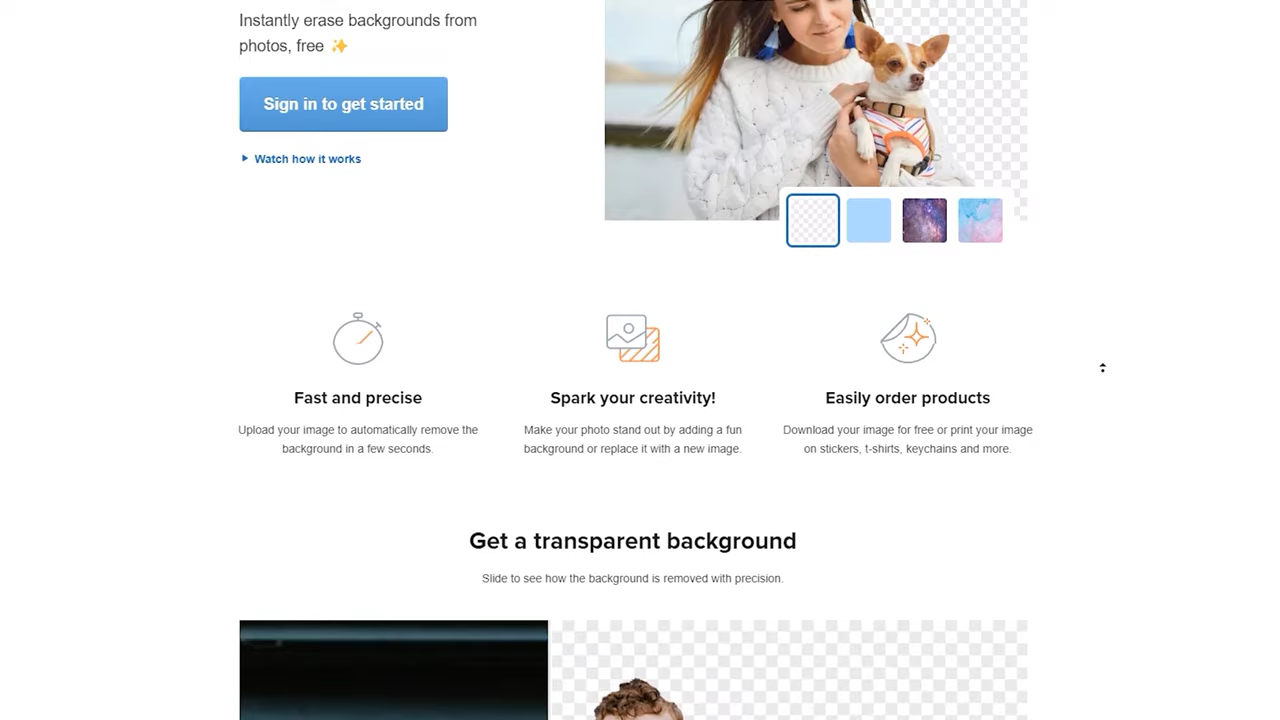 Instantly erase backgrounds from
photos, free ✨
Sign in to get started
Watch how it works
Fast and precise
Upload your image to automatically remove the
background in a few seconds.
Spark your creativity!
Make your photo stand out by adding a fun
background or replace it with a new image.
Easily order products
Download your image for free or print your image
on stickers, t-shirts, keychains and more.
Get a transparent background
Slide to see how the background is removed with precision.